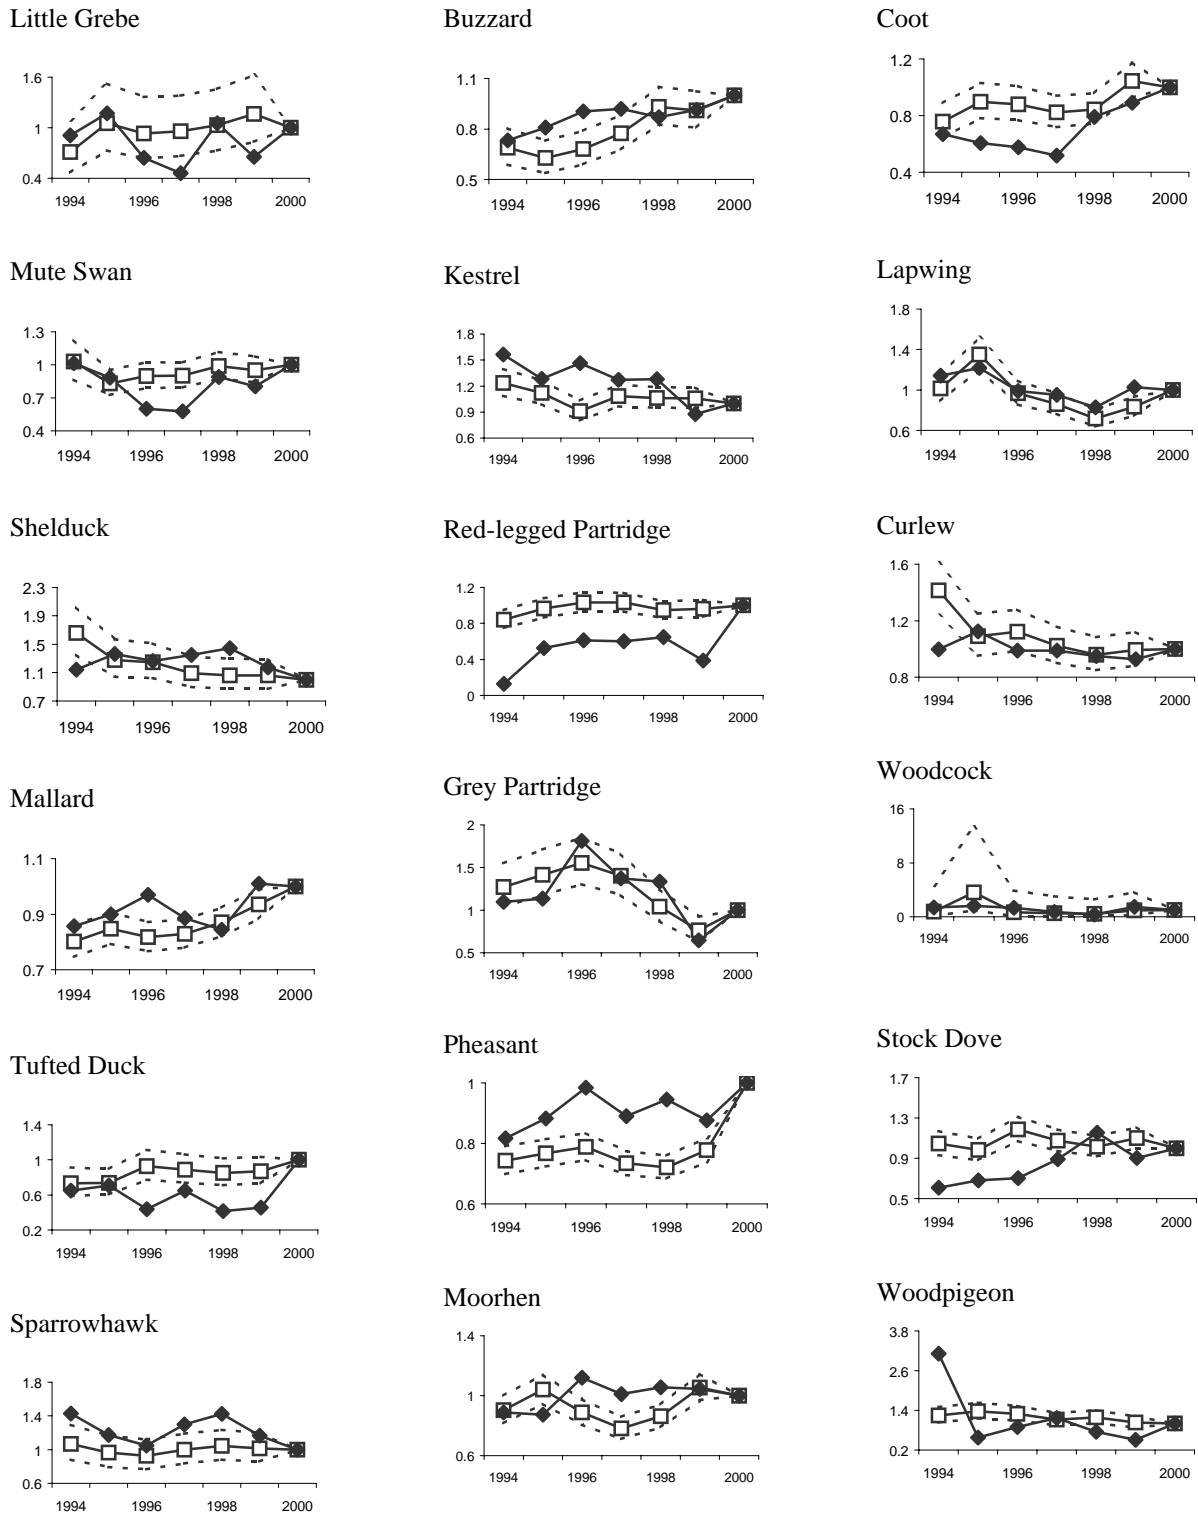 Little Grebe
1.6
1
0.4
1994 1996 1998 2000
Mute Swan
1.3
1
0.7
0.4
1994 1996 1998 2000
Shelduck
2.3
1.9
1.5
1.1
0.7
1994 1996 1998 2000
Mallard
1.1
0.9
0.7
1994 1996 1998 2000
Tufted Duck
1.4
1
0.6
0.2
1994 1996 1998 2000
Sparrowhawk
1.8
1.4
1
0.6
1994 1996 1998 2000
Buzzard
1.1
0.8
0.5
1994 1996 1998 2000
Kestrel
1.8
1.5
1.2
0.9
0.6
1994 1996 1998 2000
Red-legged Partridge
1.2
0.8
0.4
0
1994 1996 1998 2000
Grey Partridge
2
1.5
1
0.5
1994 1996 1998 2000
Pheasant
1
0.8
0.6
1994 1996 1998 2000
Moorhen
1.4
1
0.6
1994 1996 1998 2000
Coot
1.2
0.8
0.4
1994 1996 1998 2000
Lapwing
1.8
1.4
1
0.6
1994 1996 1998 2000
Curlew
1.6
1.2
0.8
1994 1996 1998 2000
Woodcock
16
8
0
1994 1996 1998 2000
Stock Dove
1.7
1.3
0.9
0.5
1994 1996 1998 2000
Woodpigeon
3.8
2.6
1.4
0.2
1994 1996 1998 2000